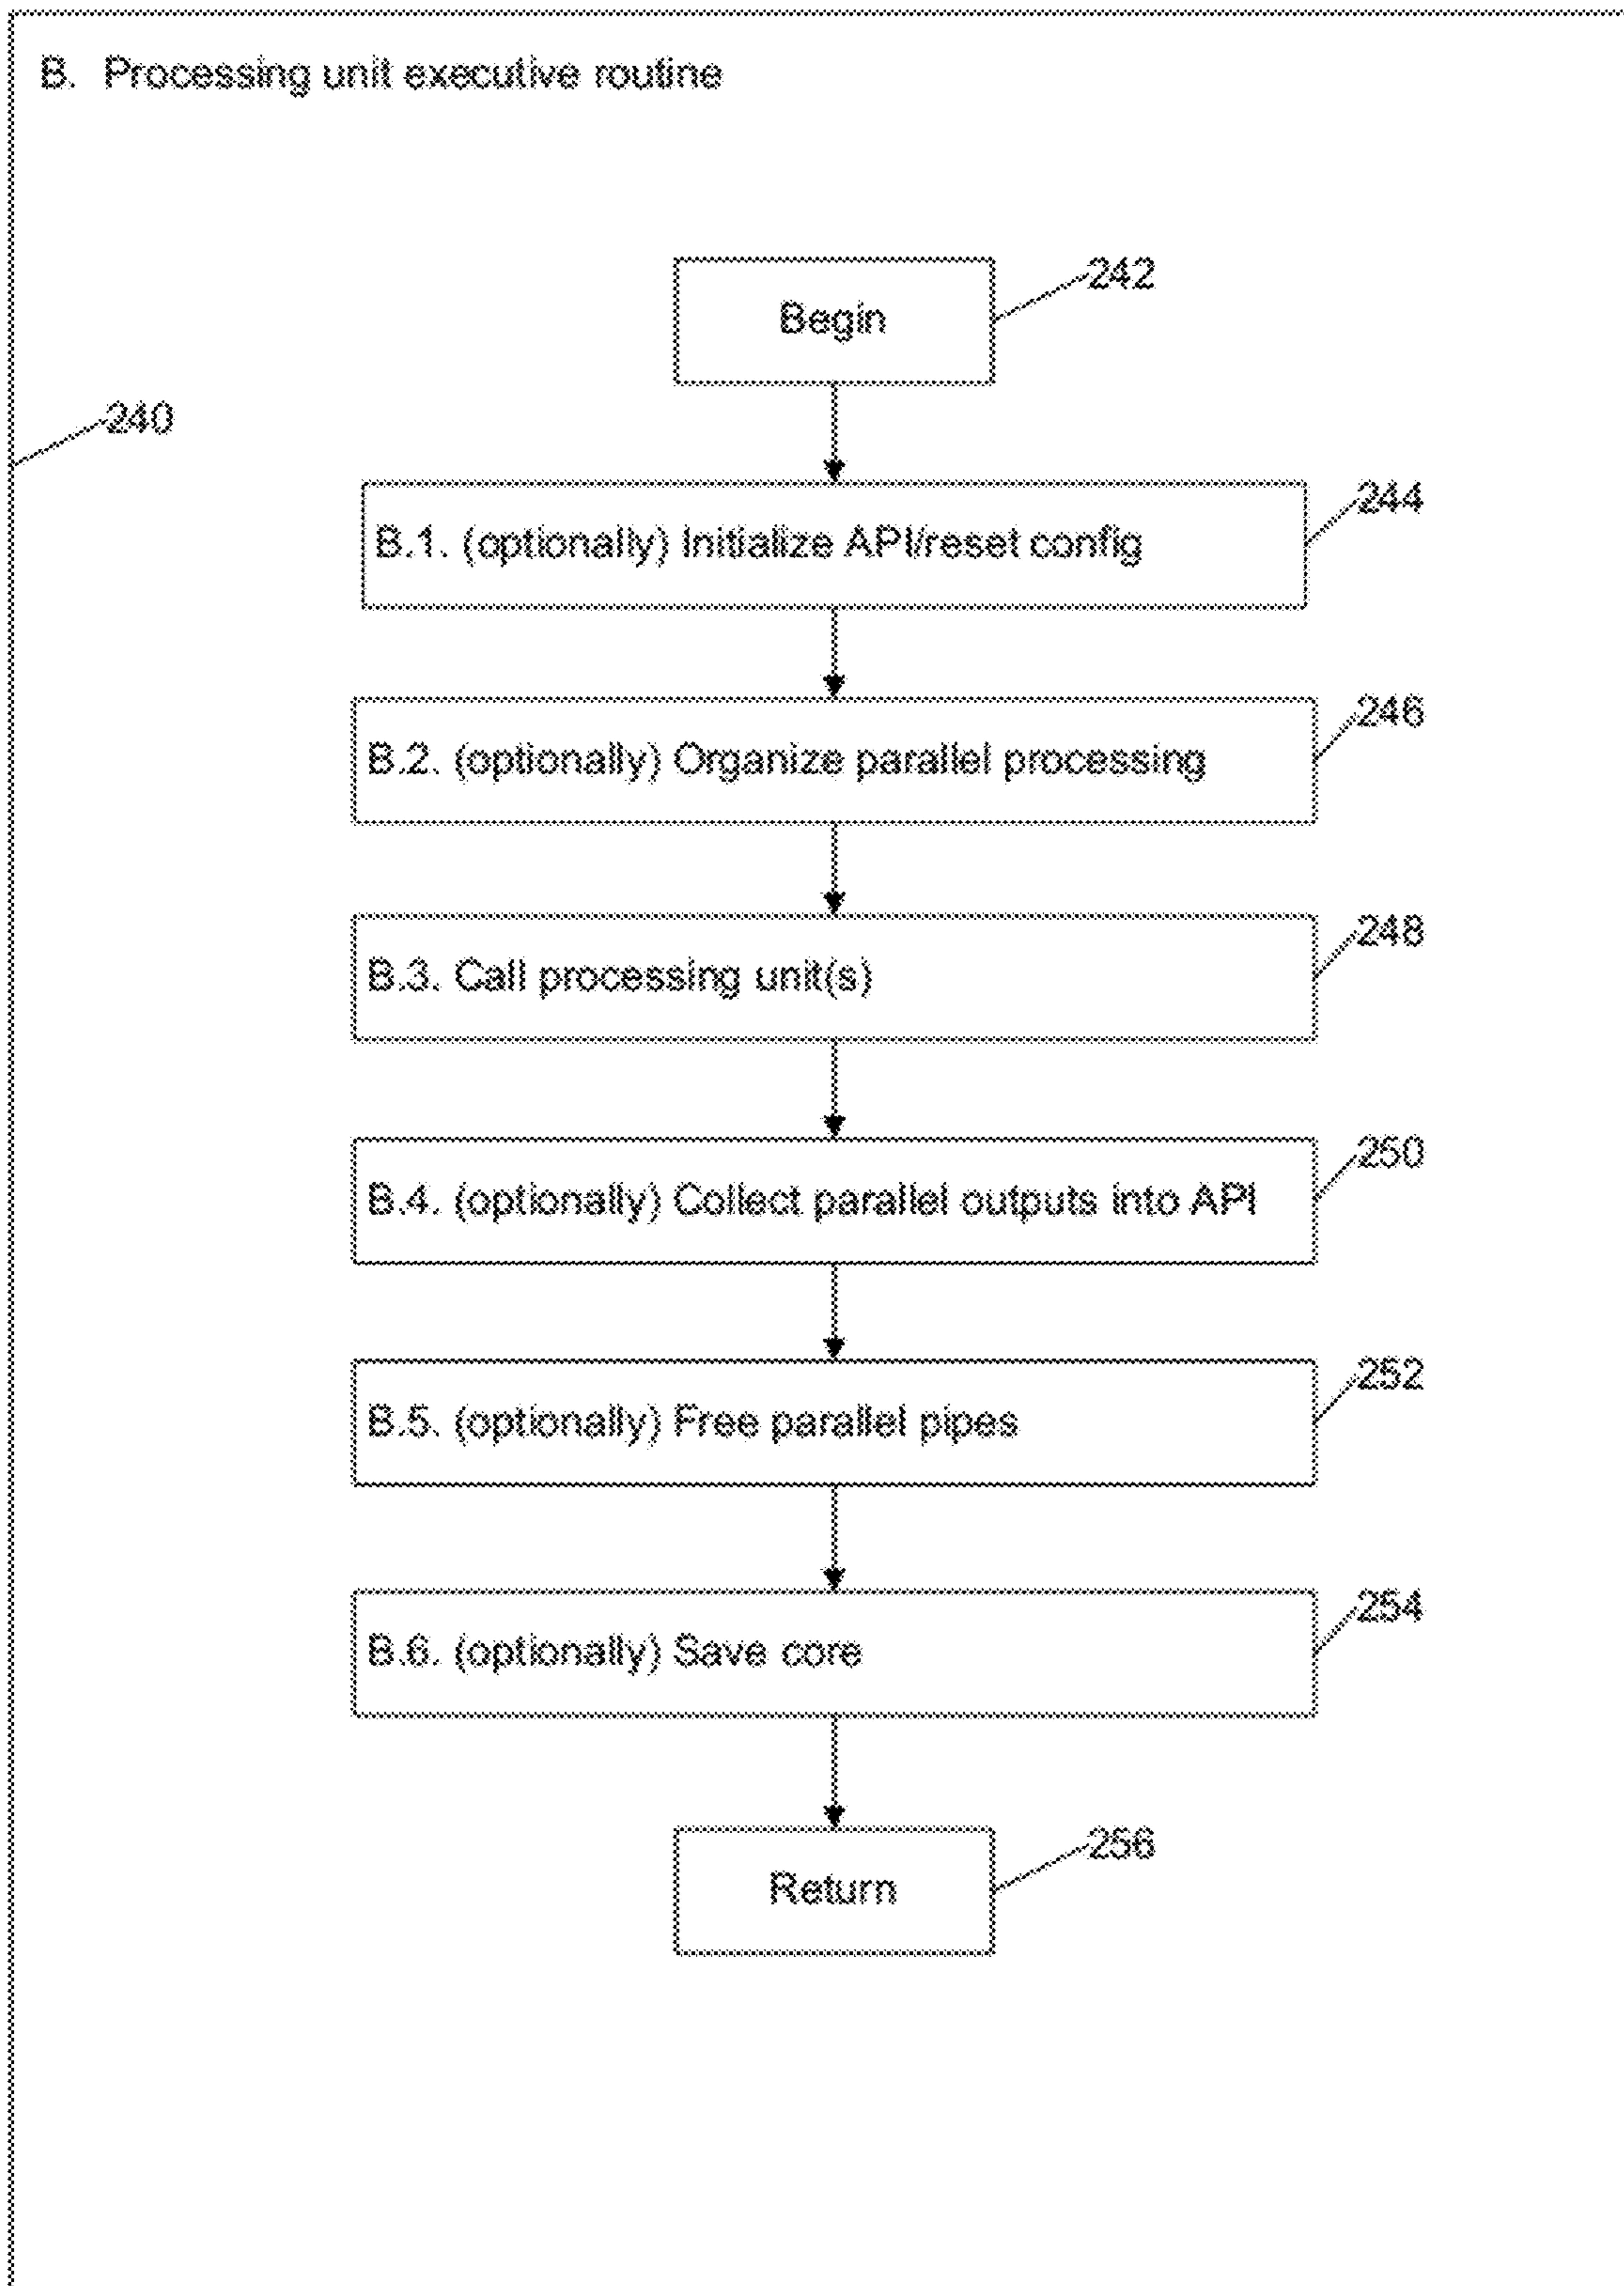 B. Processing unit executive routine
242
Begin
240
244
B.1. (optionally) Initialize API/reset config
246
B.2. (optionally) Organize parallel processing
248
B.3. Call processing unit(s)
250
B.4. (optionally) Collect parallel outputs into API
252
B.5. (optionally) Free parallel pipes
254
B.6. (optionally) Save core
256
Return